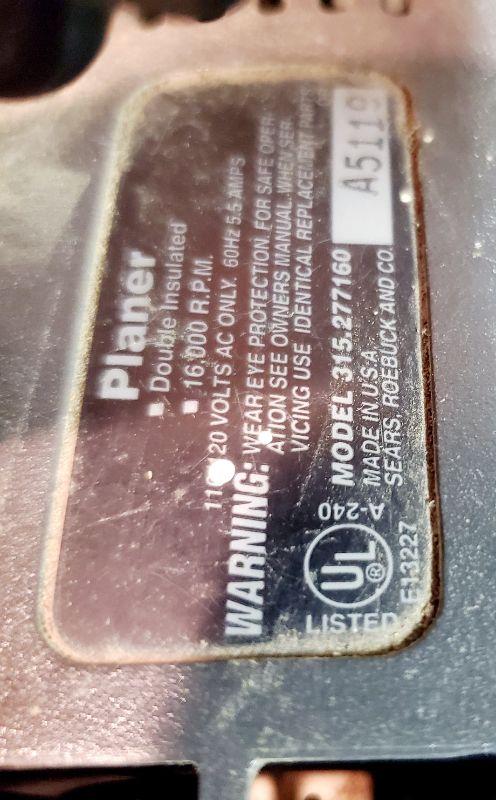 Planer
▪ Double Insulated
▪ 16,000 R.P.M.
110-120 VOLTS AC ONLY. 60Hz 5.5 AMPS
WARNING: WEAR EYE PROTECTION. FOR SAFE OPER-
ATION SEE OWNERS MANUAL. WHEN SER-
VICING USE IDENTICAL REPLACEMENT PARTS
MODEL 315.277160
A5119
MADE IN U.S.A.
SEARS, ROEBUCK AND CO.
UL®
LISTED
A-240
E13227